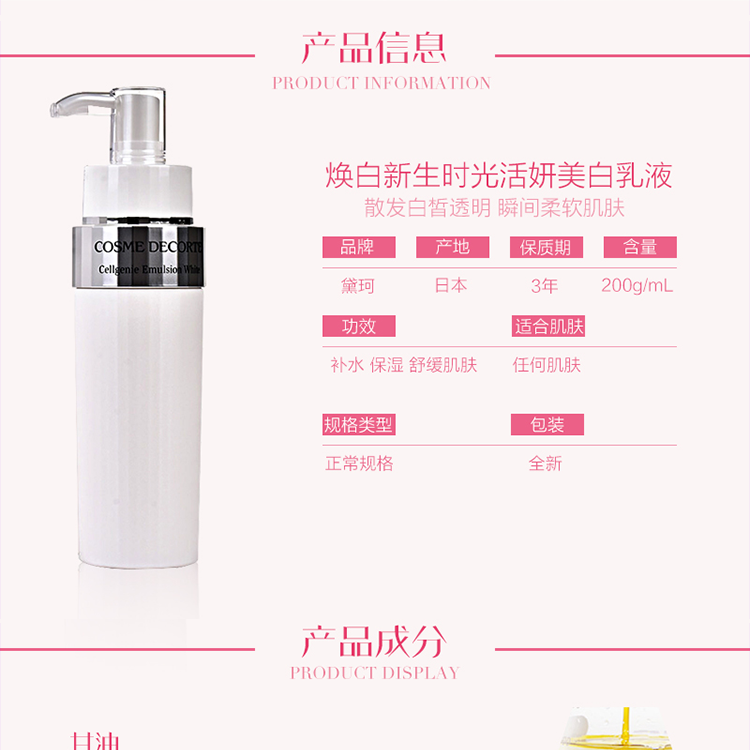 产品信息
PRODUCT INFORMATION
焕白新生时光活妍美白乳液
散发白皙透明 瞬间柔软肌肤
COSME DECORTE
Cellgenie Emulsion White
品牌 产地 保质期 含量
黛珂 日本 3年 200g/mL
功效 适合肌肤
补水 保湿 舒缓肌肤 任何肌肤
规格类型 包装
正常规格 全新
产品成分
PRODUCT DISPLAY
甘油